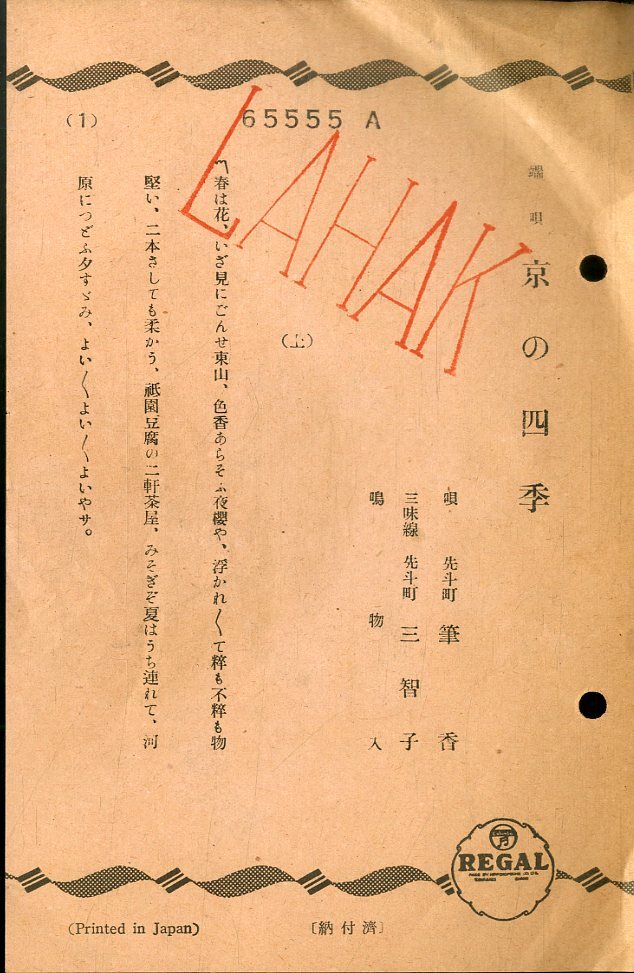 65555 A
(1)
LAHAK
端唄 京の四季
唄 先斗町 筆香
三味線 先斗町 三智子
鳴物入
(上)
〽春は花、いざ見にごんせ東山、色香あらそふ夜櫻や、浮かれ〳〵て粹も不粹も物
堅い、二本さしても柔かう、祇園豆腐の二軒茶屋、みそぎぞ夏はうち連れて、河
原につどふ夕すゞみ、よい〳〵よい〳〵よいやサ。
REGAL
(Printed in Japan)
〔納付濟〕